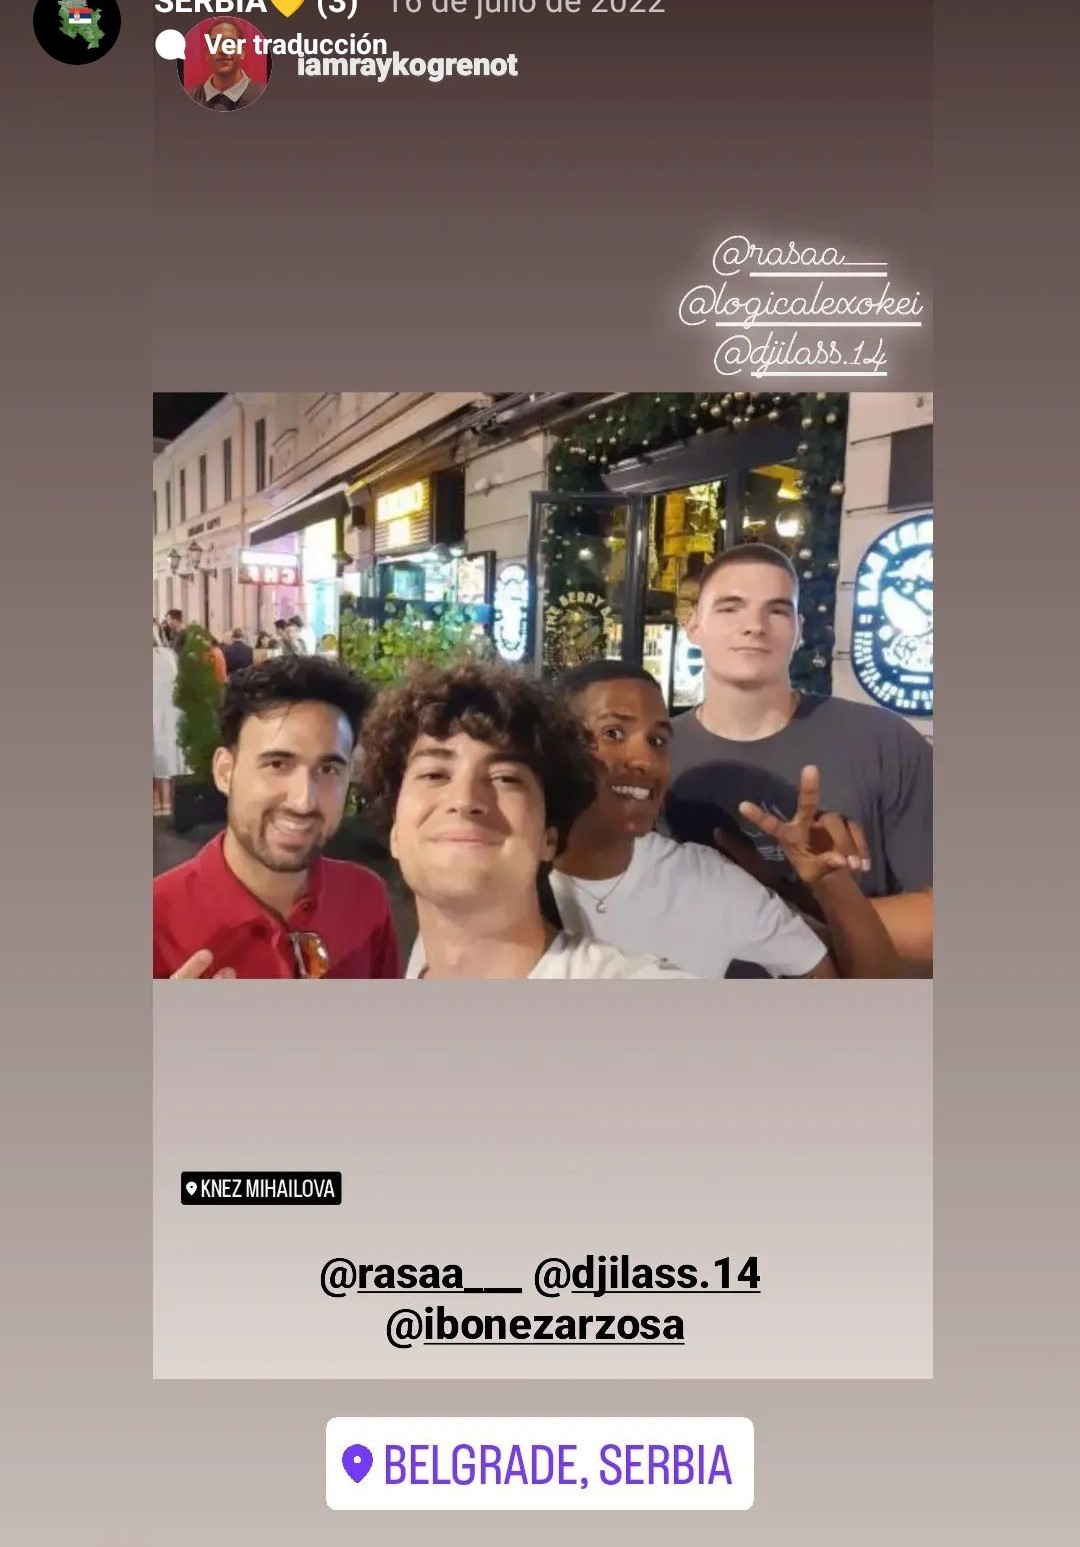 SERBIA💛 (3) 16 de julio de 2022
Ver traducción
iamraykogrenot
@rasaa___
@logicalexokei
@djilass.14
THE BERRY
KNEZ MIHAILOVA
@rasaa___ @djilass.14
@ibonezarzosa
BELGRADE, SERBIA